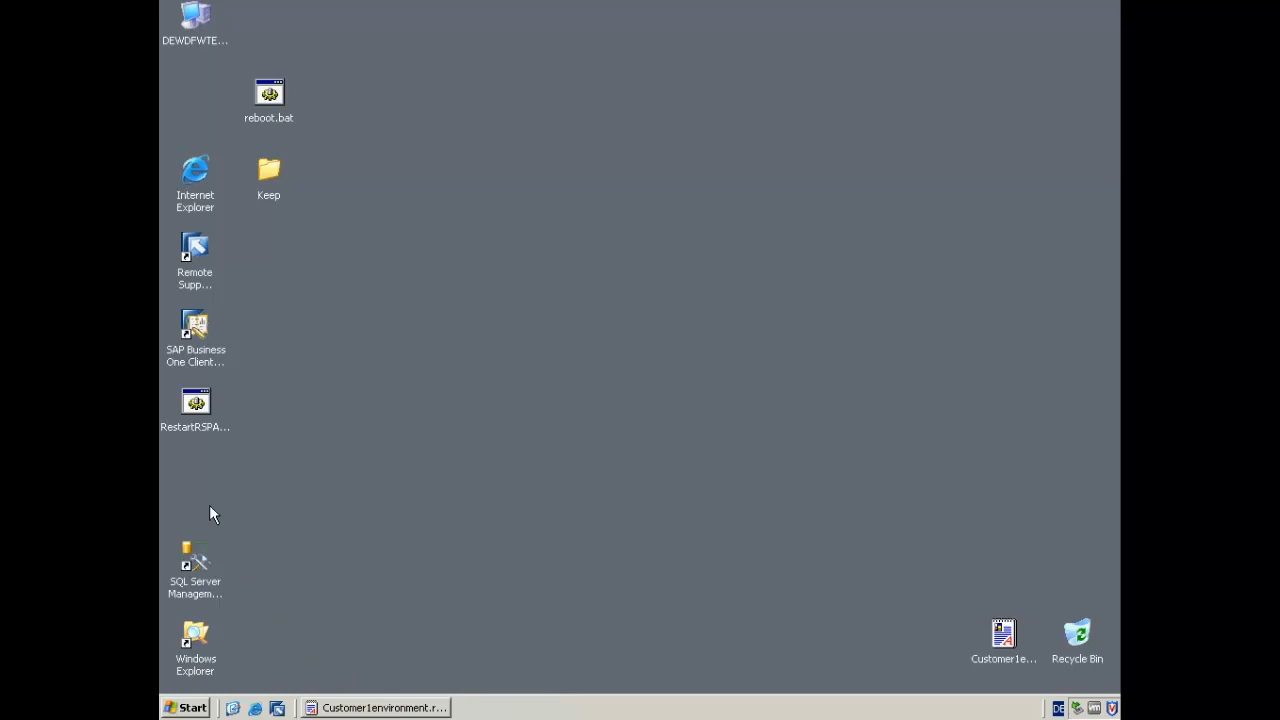 DEWDFWTE...
reboot.bat
Internet
Explorer
Keep
Remote
Supp...
SAP Business
One Client...
RestartRSPA...
SQL Server
Managem...
Windows
Explorer
Customer1e...
Recycle Bin
Start
Customer1environment.r...
DE